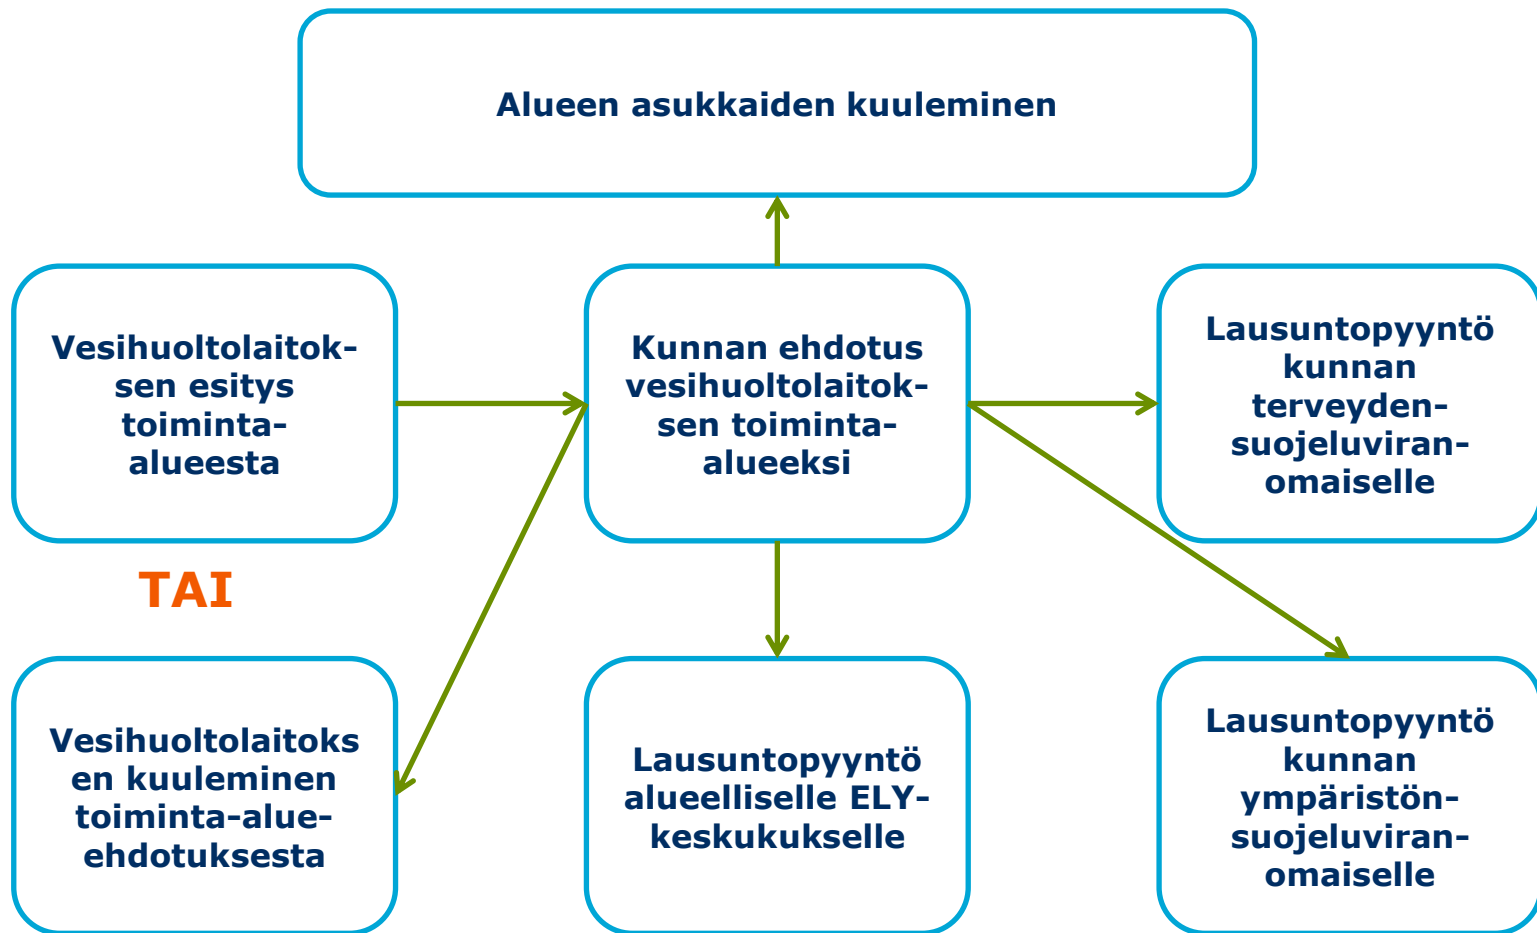 Alueen asukkaiden kuuleminen
Vesihuoltolaitok-
sen esitys
toiminta-
alueesta
Kunnan ehdotus
vesihuoltolaitok-
sen toiminta-
alueeksi
Lausuntopyyntö
kunnan
terveyden-
suojeluviran-
omaiselle
TAI
Vesihuoltolaitoks
en kuuleminen
toiminta-alue-
ehdotuksesta
Lausuntopyyntö
alueelliselle ELY-
keskukukselle
Lausuntopyyntö
kunnan
ympäristön-
suojeluviran-
omaiselle